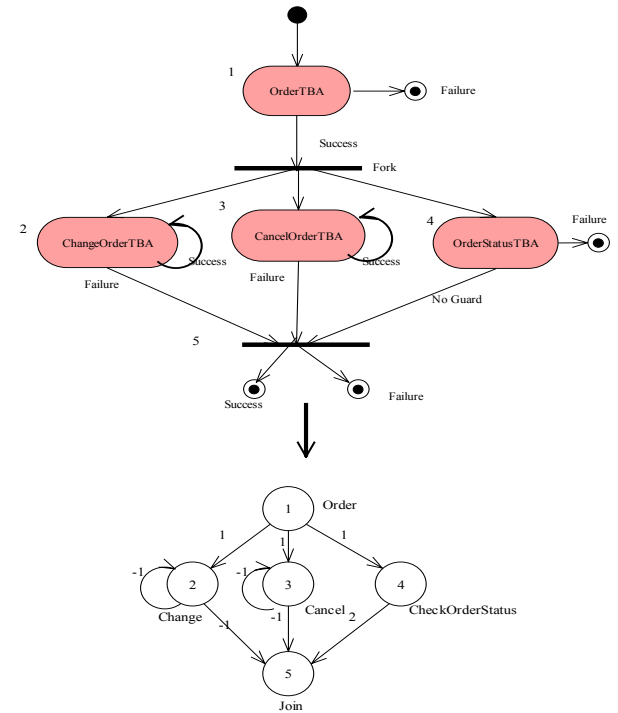 1
OrderTBA
Failure
Success
Fork
3
2
4
Failure
ChangeOrderTBA
CancelOrderTBA
OrderStatusTBA
Success
Success
Failure
Failure
No Guard
5
Success
Failure
1
Order
1
1
1
-1
2
-1
3
4
Change
Cancel
CheckOrderStatus
-1
-1
2
5
Join